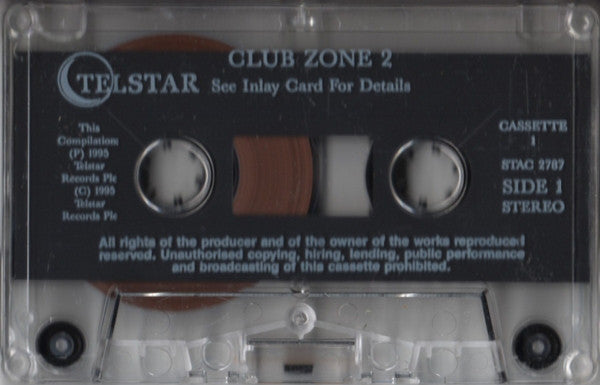 CLUB ZONE 2
TELSTAR
See Inlay Card For Details
This
Compilation:
(P) 1995
Telstar
Records Plc
(C) 1995
Telstar
Records Plc
CASSETTE
1
STAC 2787
SIDE 1
STEREO
All rights of the producer and of the owner of the works reproduced
reserved. Unauthorised copying, hiring, lending, public performance
and broadcasting of this cassette prohibited.